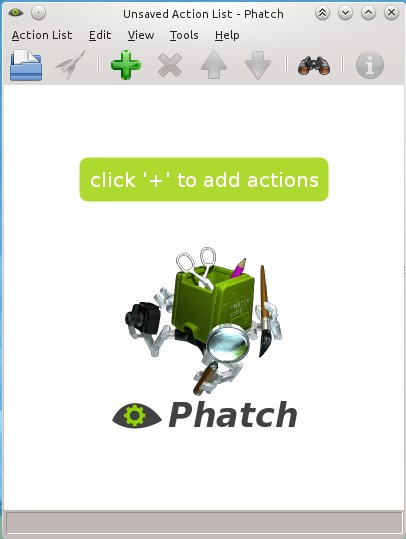 Unsaved Action List - Phatch
Action List Edit View Tools Help
click '+' to add actions
Phatch